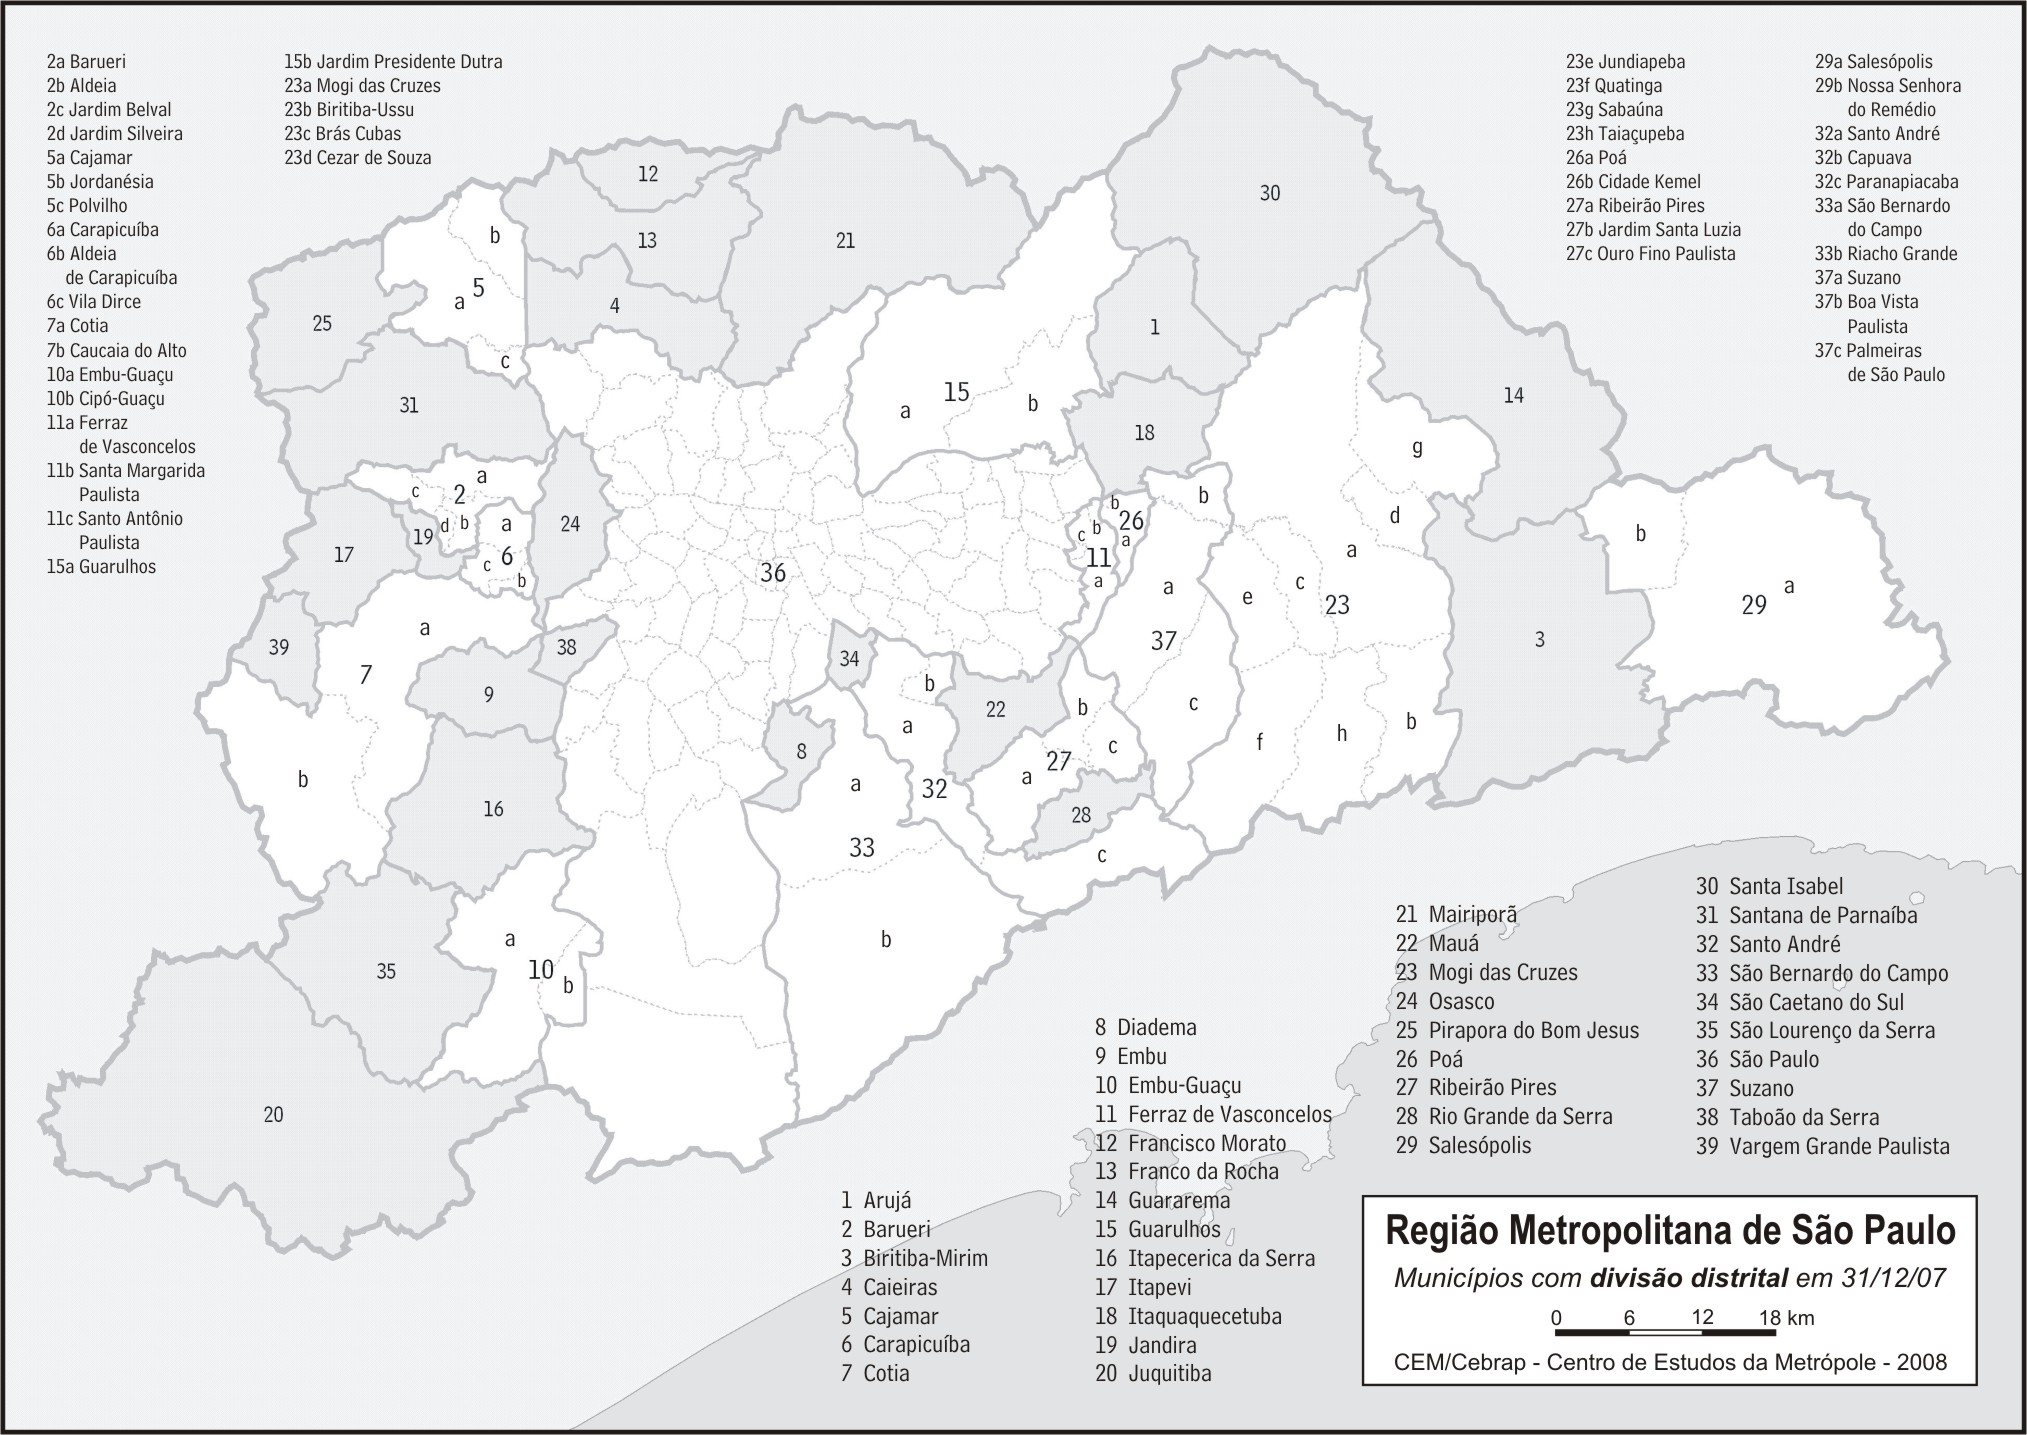 2a Barueri
2b Aldeia
2c Jardim Belval
2d Jardim Silveira
5a Cajamar
5b Jordanésia
5c Polvilho
6a Carapicuíba
6b Aldeia
de Carapicuíba
6c Vila Dirce
7a Cotia
7b Caucaia do Alto
10a Embu-Guaçu
10b Cipó-Guaçu
11a Ferraz
de Vasconcelos
11b Santa Margarida
Paulista
11c Santo Antônio
Paulista
15a Guarulhos
15b Jardim Presidente Dutra
23a Mogi das Cruzes
23b Biritiba-Ussu
23c Brás Cubas
23d Cezar de Souza
23e Jundiapeba
23f Quatinga
23g Sabaúna
23h Taiaçupeba
26a Poá
26b Cidade Kemel
27a Ribeirão Pires
27b Jardim Santa Luzia
27c Ouro Fino Paulista
29a Salesópolis
29b Nossa Senhora
do Remédio
32a Santo André
32b Capuava
32c Paranapiacaba
33a São Bernardo
do Campo
33b Riacho Grande
37a Suzano
37b Boa Vista
Paulista
37c Palmeiras
de São Paulo
12
30
b
13
21
5
a
4
25
1
c
15
14
31
a
b
18
g
a
c
2
b
b
d
26
24
d
b
19
a
c
b
a
b
17
6
11
a
c
b
a
36
a
e
c
23
29
a
a
39
38
34
37
3
7
9
b
22
b
c
a
b
8
c
f
h
b
27
b
a
32
a
16
28
33
c
a
b
35
10
b
20
1 Arujá
2 Barueri
3 Biritiba-Mirim
4 Caieiras
5 Cajamar
6 Carapicuíba
7 Cotia
8 Diadema
9 Embu
10 Embu-Guaçu
11 Ferraz de Vasconcelos
12 Francisco Morato
13 Franco da Rocha
14 Guararema
15 Guarulhos
16 Itapecerica da Serra
17 Itapevi
18 Itaquaquecetuba
19 Jandira
20 Juquitiba
21 Mairiporã
22 Mauá
23 Mogi das Cruzes
24 Osasco
25 Pirapora do Bom Jesus
26 Poá
27 Ribeirão Pires
28 Rio Grande da Serra
29 Salesópolis
30 Santa Isabel
31 Santana de Parnaíba
32 Santo André
33 São Bernardo do Campo
34 São Caetano do Sul
35 São Lourenço da Serra
36 São Paulo
37 Suzano
38 Taboão da Serra
39 Vargem Grande Paulista
Região Metropolitana de São Paulo
Municípios com divisão distrital em 31/12/07
0 6 12 18 km
CEM/Cebrap - Centro de Estudos da Metrópole - 2008